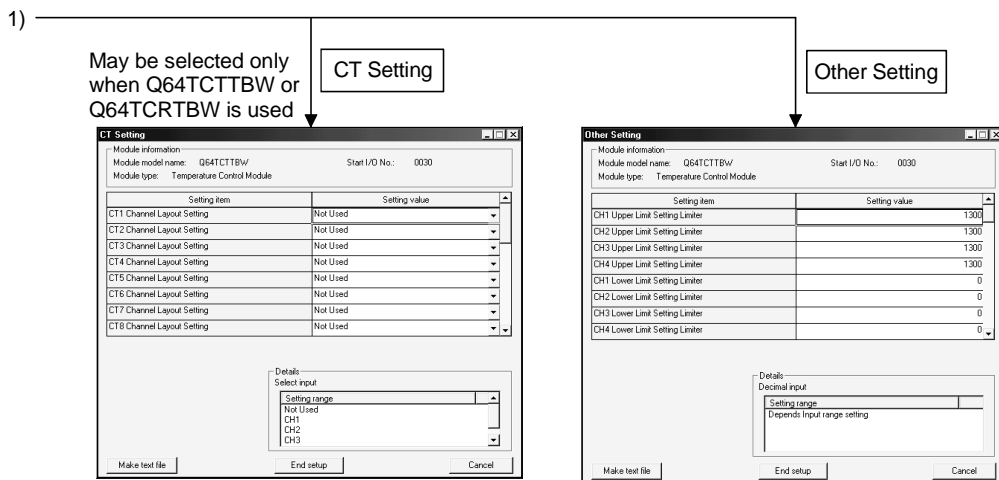 1)
May be selected only
when Q64TCTTBW or
Q64TCRTBW is used
CT Setting
Other Setting
CT Setting
Module information
Module model name: Q64TCTTBW Start I/O No.: 0030
Module type: Temperature Control Module
Setting item Setting value
CT1 Channel Layout Setting Not Used
CT2 Channel Layout Setting Not Used
CT3 Channel Layout Setting Not Used
CT4 Channel Layout Setting Not Used
CT5 Channel Layout Setting Not Used
CT6 Channel Layout Setting Not Used
CT7 Channel Layout Setting Not Used
CT8 Channel Layout Setting Not Used
Details
Select input
Setting range
Not Used
CH1
CH2
CH3
Make text file End setup Cancel
Other Setting
Module information
Module model name: Q64TCTTBW Start I/O No.: 0030
Module type: Temperature Control Module
Setting item Setting value
CH1 Upper Limit Setting Limiter 1300
CH2 Upper Limit Setting Limiter 1300
CH3 Upper Limit Setting Limiter 1300
CH4 Upper Limit Setting Limiter 1300
CH1 Lower Limit Setting Limiter 0
CH2 Lower Limit Setting Limiter 0
CH3 Lower Limit Setting Limiter 0
CH4 Lower Limit Setting Limiter 0
Details
Decimal input
Setting range
Depends Input range setting
Make text file End setup Cancel